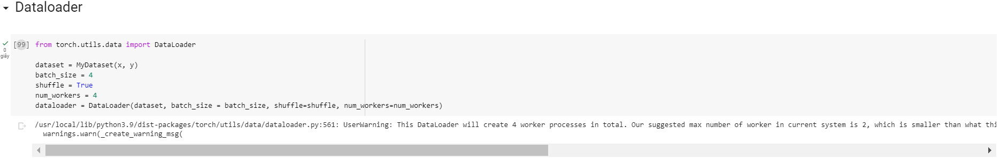 Dataloader
[99] from torch.utils.data import DataLoader
0
giây
dataset = MyDataset(x, y)
batch_size = 4
shuffle = True
num_workers = 4
dataloader = DataLoader(dataset, batch_size = batch_size, shuffle=shuffle, num_workers=num_workers)
/usr/local/lib/python3.9/dist-packages/torch/utils/data/dataloader.py:561: UserWarning: This DataLoader will create 4 worker processes in total. Our suggested max number of worker in current system is 2, which is smaller than what thi
warnings.warn(_create_warning_msg(